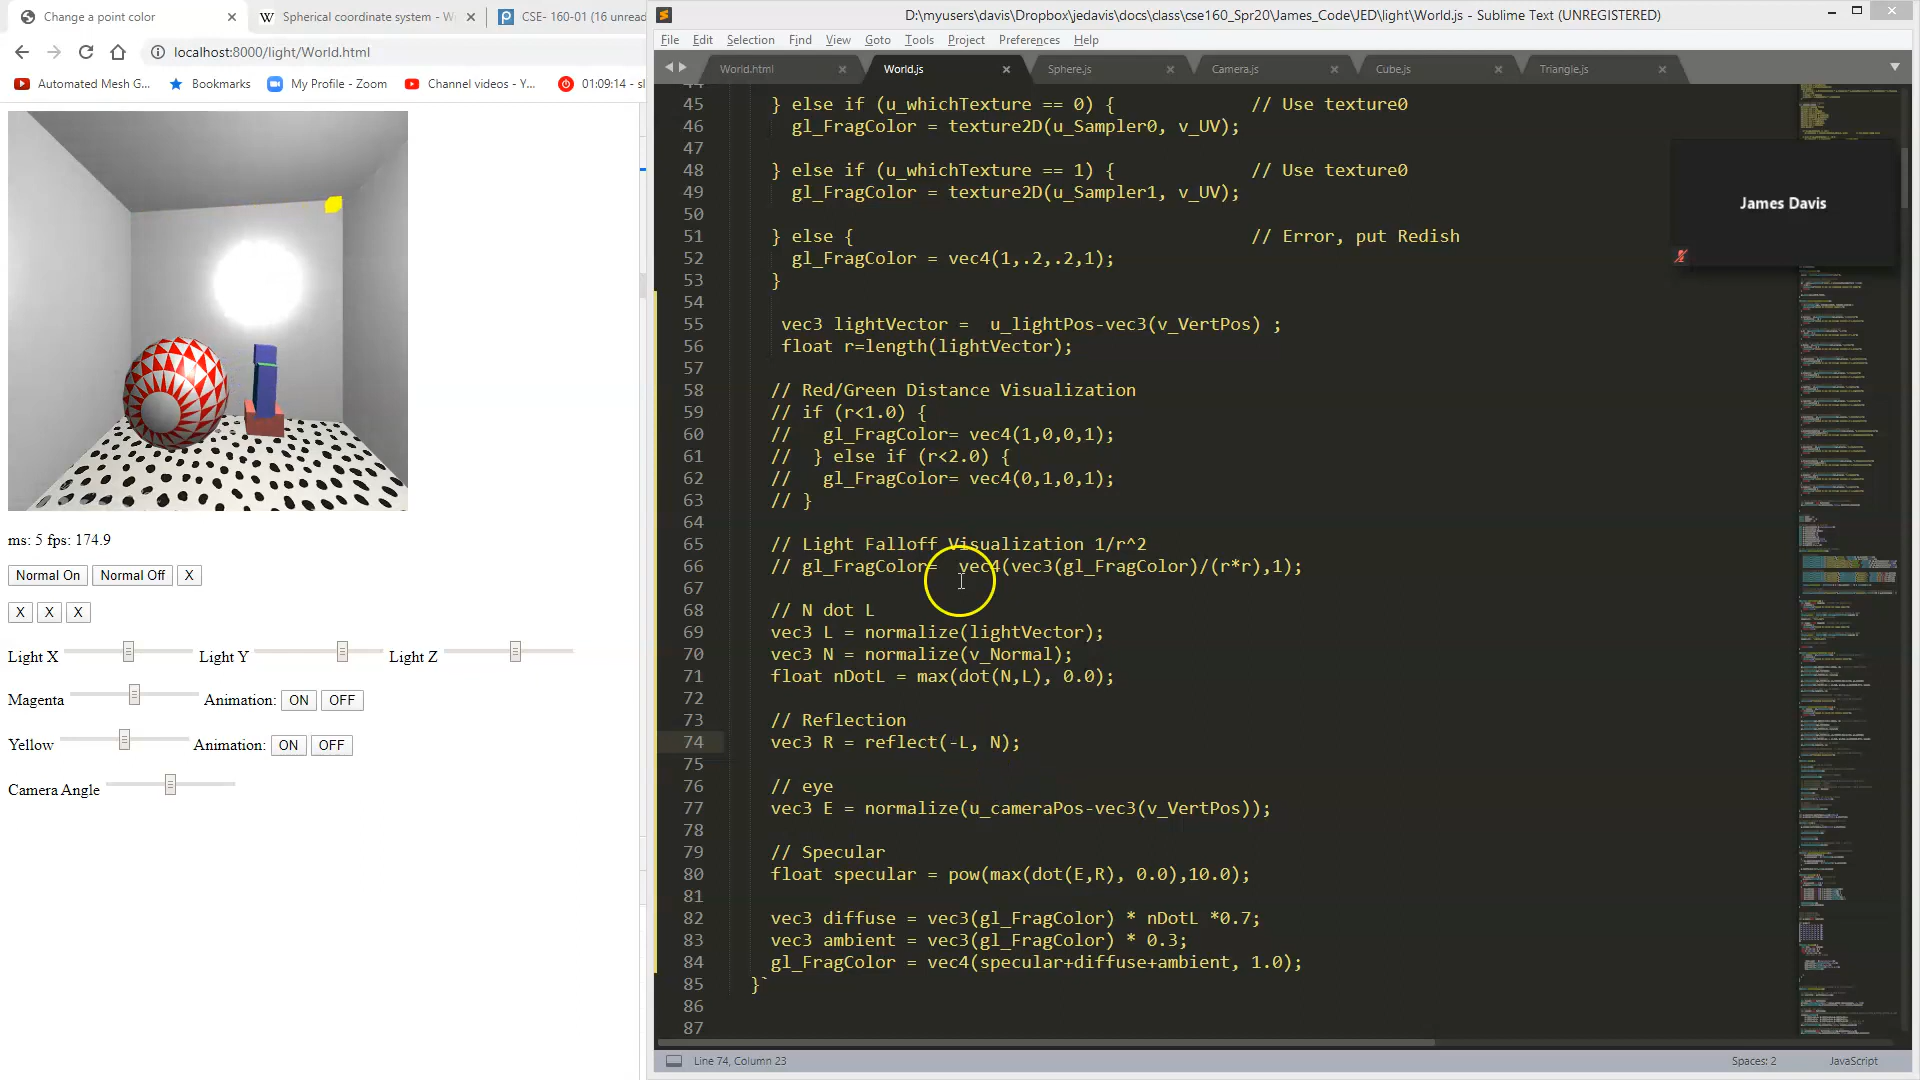 Change a point color
Spherical coordinate system - W
CSE- 160-01 (16 unread
localhost:8000/light/World.html
Automated Mesh G...
Bookmarks
My Profile - Zoom
Channel videos - Y...
01:09:14 - sl
ms: 5 fps: 174.9
Normal On
Normal Off
X
X
X
X
Light X
Light Y
Light Z
Magenta
Animation:
ON
OFF
Yellow
Animation:
ON
OFF
Camera Angle
D:\myusers\davis\Dropbox\jedavis\docs\class\cse160_Spr20\James_Code\JED\light\World.js - Sublime Text (UNREGISTERED)
File Edit Selection Find View Goto Tools Project Preferences Help
World.html
World.js
Sphere.js
Camera.js
Cube.js
Triangle.js
45 } else if (u_whichTexture == 0) { // Use texture0
46 gl_FragColor = texture2D(u_Sampler0, v_UV);
47
48 } else if (u_whichTexture == 1) { // Use texture0
49 gl_FragColor = texture2D(u_Sampler1, v_UV);
50
51 } else { // Error, put Redish
52 gl_FragColor = vec4(1,.2,.2,1);
53 }
54
55 vec3 lightVector = u_lightPos-vec3(v_VertPos) ;
56 float r=length(lightVector);
57
58 // Red/Green Distance Visualization
59 // if (r<1.0) {
60 // gl_FragColor= vec4(1,0,0,1);
61 // } else if (r<2.0) {
62 // gl_FragColor= vec4(0,1,0,1);
63 // }
64
65 // Light Falloff Visualization 1/r^2
66 // gl_FragColor= vec4(vec3(gl_FragColor)/(r*r),1);
67
68 // N dot L
69 vec3 L = normalize(lightVector);
70 vec3 N = normalize(v_Normal);
71 float nDotL = max(dot(N,L), 0.0);
72
73 // Reflection
74 vec3 R = reflect(-L, N);
75
76 // eye
77 vec3 E = normalize(u_cameraPos-vec3(v_VertPos));
78
79 // Specular
80 float specular = pow(max(dot(E,R), 0.0),10.0);
81
82 vec3 diffuse = vec3(gl_FragColor) * nDotL *0.7;
83 vec3 ambient = vec3(gl_FragColor) * 0.3;
84 gl_FragColor = vec4(specular+diffuse+ambient, 1.0);
85 }`
86
87
James Davis
Line 74, Column 23
Spaces: 2
JavaScript